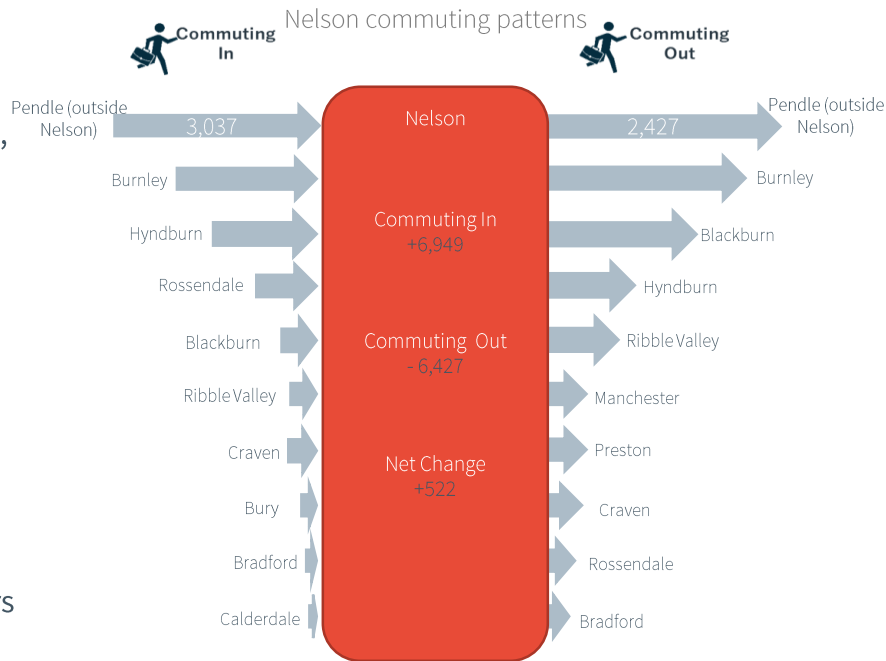 Nelson commuting patterns
Commuting
In
Commuting
Out
Pendle (outside
Nelson)
3,037
Burnley
Hyndburn
Rossendale
Blackburn
Ribble Valley
Craven
Bury
Bradford
Calderdale
Nelson
Commuting In
+6,949
Commuting Out
- 6,427
Net Change
+522
2,427
Pendle (outside
Nelson)
Burnley
Blackburn
Hyndburn
Ribble Valley
Manchester
Preston
Craven
Rossendale
Bradford